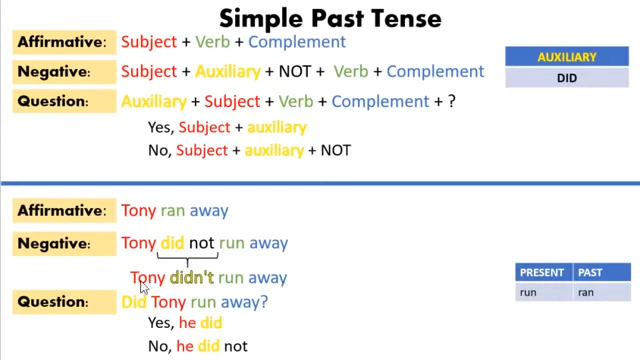 Simple Past Tense
Affirmative: Subject + Verb + Complement
Negative: Subject + Auxiliary + NOT + Verb + Complement
Question: Auxiliary + Subject + Verb + Complement + ?
Yes, Subject + auxiliary
No, Subject + auxiliary + NOT
AUXILIARY
DID
Affirmative: Tony ran away
Negative: Tony did not run away
Tony didn't run away
Question: Did Tony run away?
Yes, he did
No, he did not
PRESENT PAST
run ran